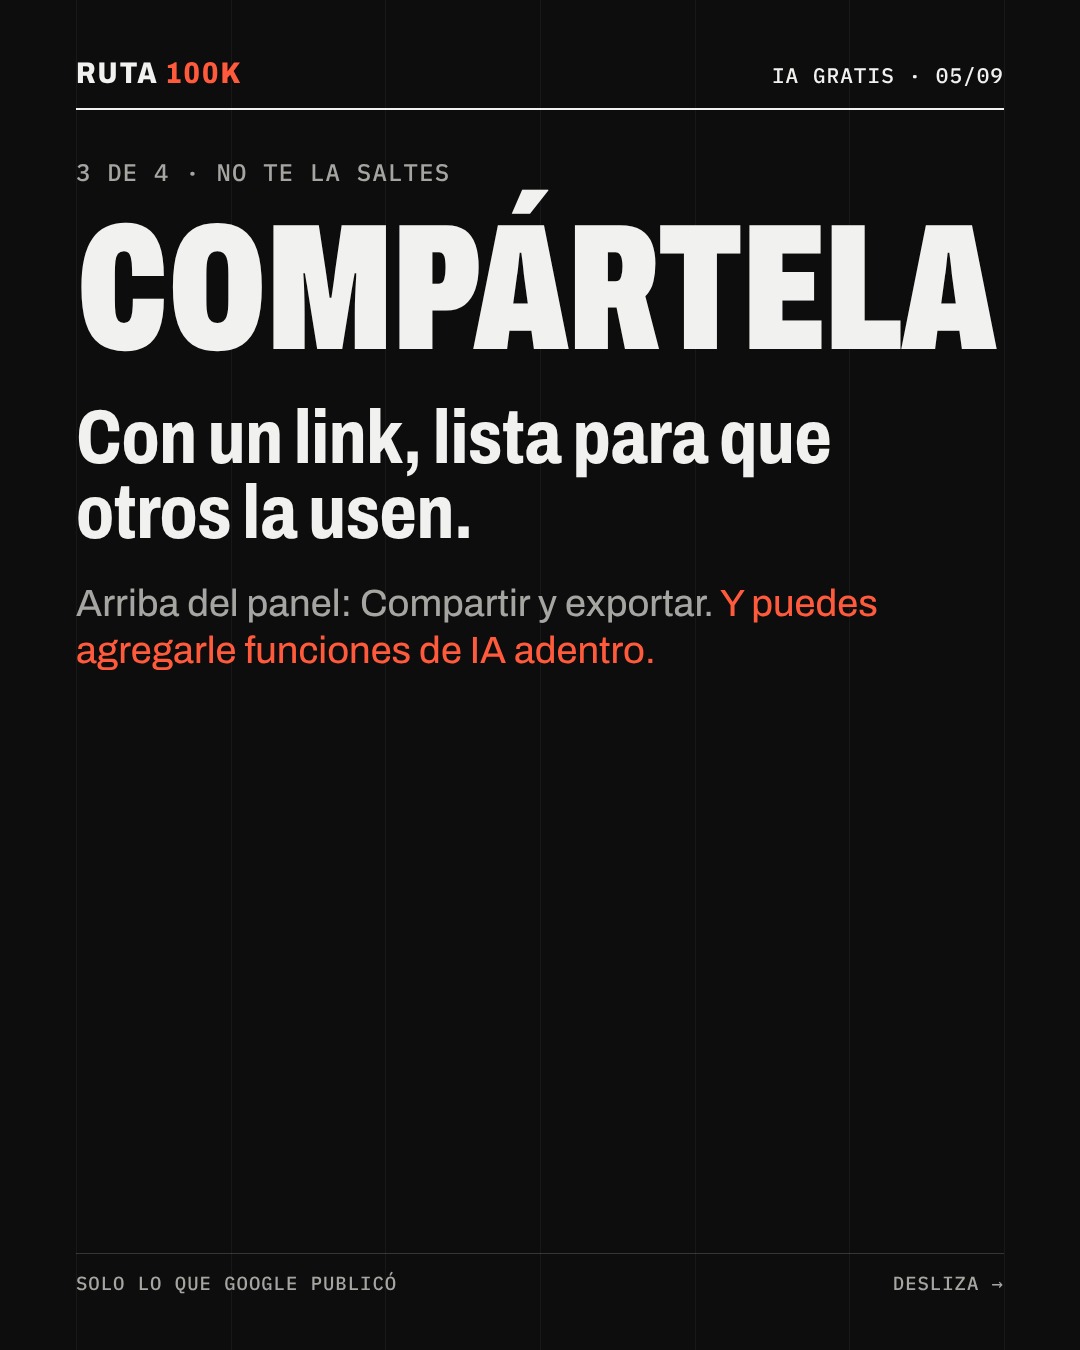 RUTA 100K
IA GRATIS · 05/09
3 DE 4 · NO TE LA SALTES
COMPÁRTELA
Con un link, lista para que
otros la usen.
Arriba del panel: Compartir y exportar. Y puedes
agregarle funciones de IA adentro.
SOLO LO QUE GOOGLE PUBLICÓ
DESLIZA →